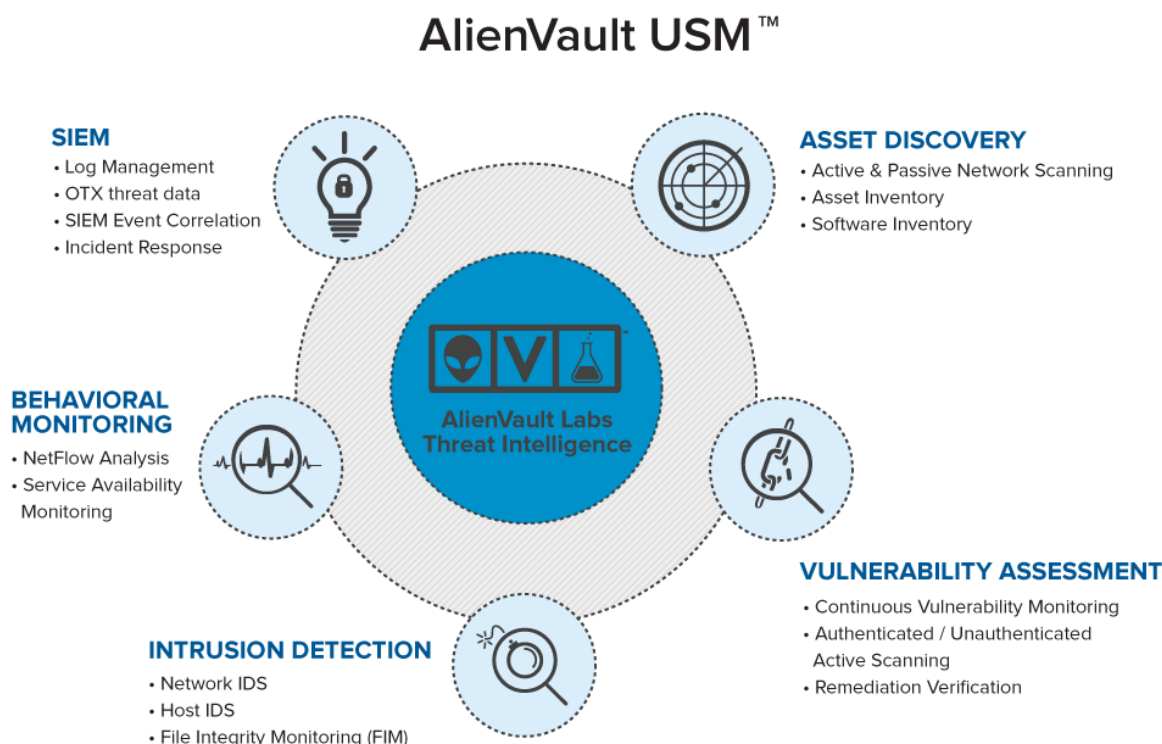 AlienVault USM™
SIEM
• Log Management
• OTX threat data
• SIEM Event Correlation
• Incident Response
ASSET DISCOVERY
• Active & Passive Network Scanning
• Asset Inventory
• Software Inventory
V
™
AlienVault Labs
Threat Intelligence
BEHAVIORAL
MONITORING
• NetFlow Analysis
• Service Availability
Monitoring
VULNERABILITY ASSESSMENT
• Continuous Vulnerability Monitoring
• Authenticated / Unauthenticated
Active Scanning
• Remediation Verification
INTRUSION DETECTION
• Network IDS
• Host IDS
• File Integrity Monitoring (FIM)